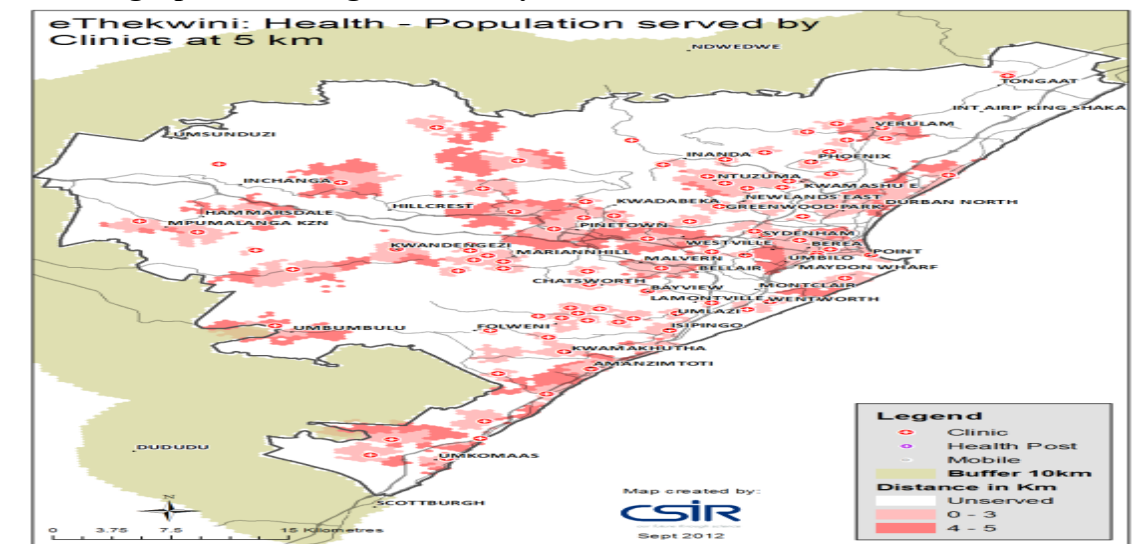 eThekwini: Health - Population served by
Clinics at 5 km
NDWEDWE
TONGAAT
INT AIRP KING SHAKA
VERULAM
UMSUNDUZI
INANDA
PHOENIX
INCHANGA
NTUZUMA
KWAMASHU E
HILLCREST
KWADABEKA
NEWLANDS EAST
DURBAN NORTH
HAMMARSDALE
GREENWOOD PARK
MPUMALANGA KZN
PINETOWN
SYDENHAM
KWANDENGEZI
WESTVILLE
BEREA
MARIANNHILL
POINT
MALVERN
UMBILO
BELLAIR
MAYDON WHARF
CHATSWORTH
BAYVIEW
MONTCLAIR
LAMONTVILLE
WENTWORTH
UMLAZI
UMBUMBULU
FOLWENI
ISIPINGO
KWAMAKHUTHA
AMANZIMTOTI
DUDUDU
UMKOMAAS
SCOTTBURGH
N
0 3.75 7.5 15 Kilometres
Map created by:
CSIR
Sept 2012
Legend
Clinic
Health Post
Mobile
Buffer 10km
Distance in Km
Unserved
0 - 3
4 - 5